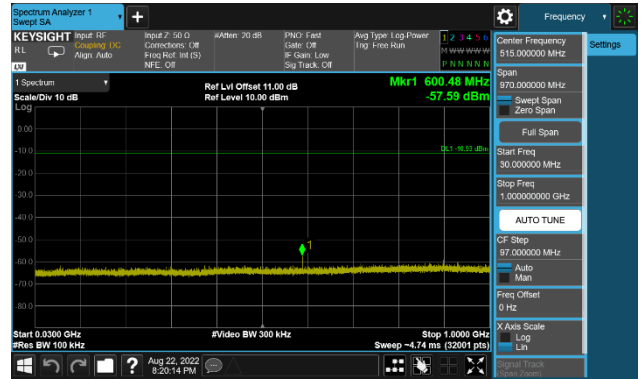 Spectrum Analyzer 1
Swept SA
Frequency
KEYSIGHT
RL
Input: RF
Coupling: DC
Align: Auto
Input Z: 50 Ω
Corrections: Off
Freq Ref: Int (S)
NFE: Off
#Atten: 20 dB
PNO: Fast
Gate: Off
IF Gain: Low
Sig Track: Off
Avg Type: Log-Power
Trig: Free Run
1 2 3 4 5 6
M W W W W W
P N N N N N
1 Spectrum
Scale/Div 10 dB
Log
Ref Lvl Offset 11.00 dB
Ref Level 10.00 dBm
Mkr1 600.48 MHz
-57.59 dBm
0.00
-10.0
-20.0
-30.0
-40.0
-50.0
-60.0
-70.0
-80.0
1
Start 0.0300 GHz
#Res BW 100 kHz
#Video BW 300 kHz
Stop 1.0000 GHz
Sweep ~4.74 ms (32001 pts)
Aug 22, 2022
8:20:14 PM
Center Frequency
515.000000 MHz
Span
970.000000 MHz
Swept Span
Zero Span
Full Span
Start Freq
30.000000 MHz
Stop Freq
1.00000000 GHz
AUTO TUNE
CF Step
97.000000 MHz
Auto
Man
Freq Offset
0 Hz
X Axis Scale
Log
Lin
Signal Track
(Span Zoom)
Settings